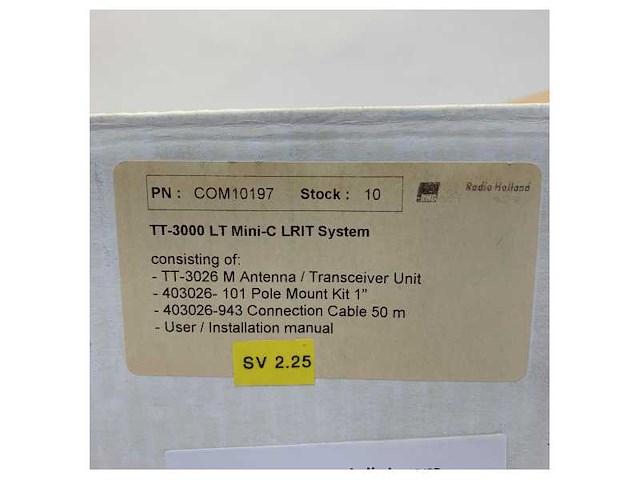 PN : COM10197 Stock : 10
Radio Holland
TT-3000 LT Mini-C LRIT System
consisting of:
- TT-3026 M Antenna / Transceiver Unit
- 403026- 101 Pole Mount Kit 1"
- 403026-943 Connection Cable 50 m
- User / Installation manual
SV 2.25